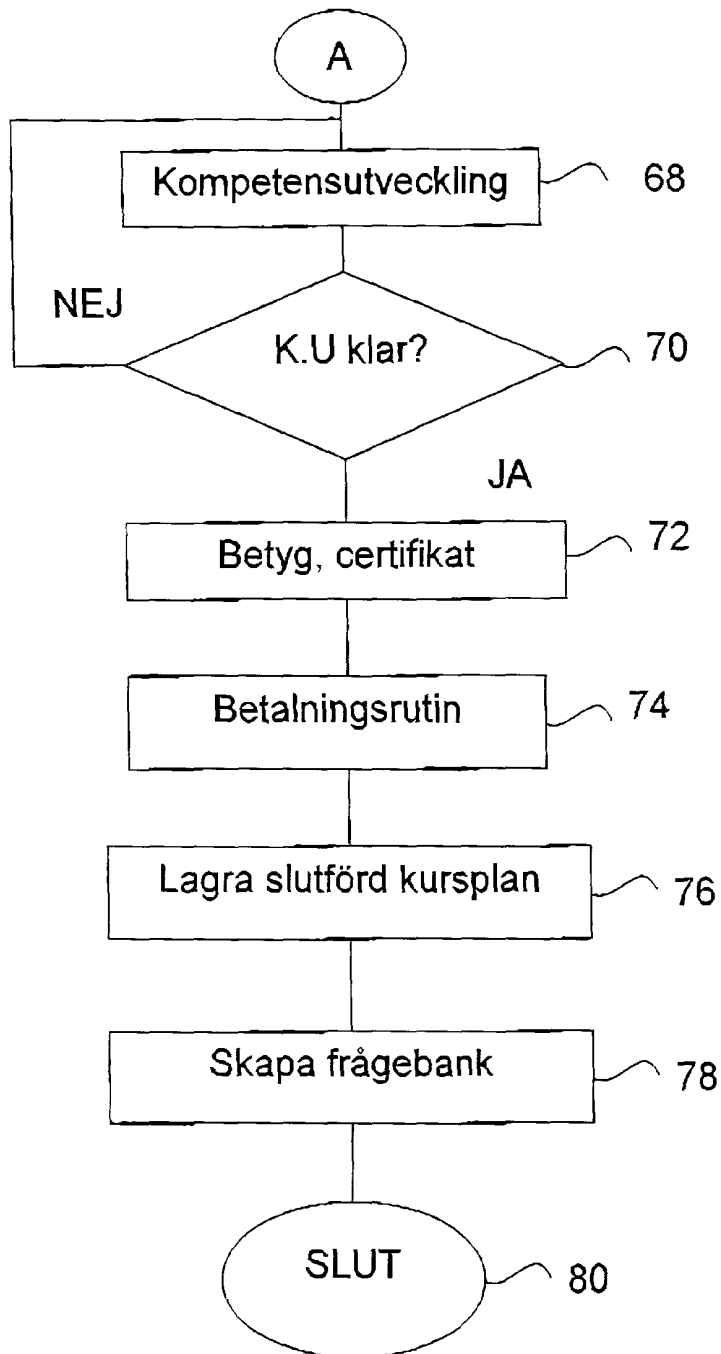 A
Kompetensutveckling 68
NEJ
K.U klar? 70
JA
Betyg, certifikat 72
Betalningsrutin 74
Lagra slutförd kursplan 76
Skapa frågebank 78
SLUT 80